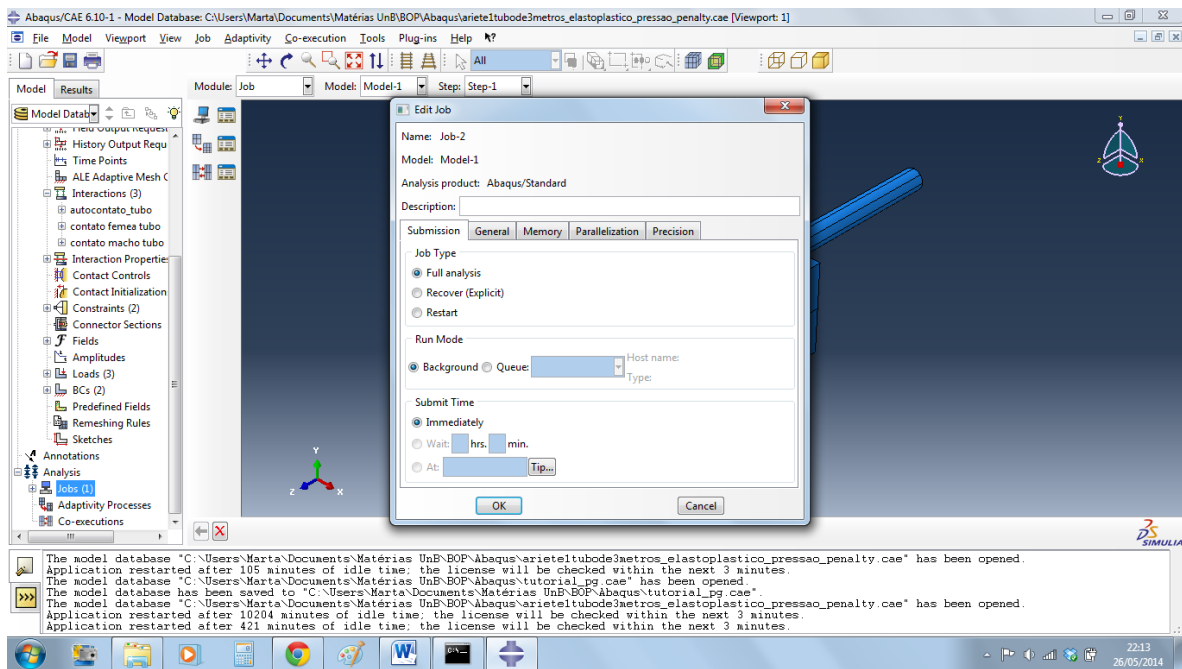 Abaqus/CAE 6.10-1 - Model Database: C:\Users\Marta\Documents\Matérias UnB\BOP\Abaqus\ariete1tubode3metros_elastoplastico_pressao_penalty.cae [Viewport: 1]
File Model Viewport View Job Adaptivity Co-execution Tools Plug-ins Help
All
Model Results
Module: Job Model: Model-1 Step: Step-1
Model Datab
History Output Requ
Time Points
ALE Adaptive Mesh C
Interactions (3)
autocontato_tubo
contato femea tubo
contato macho tubo
Interaction Propertie
Contact Controls
Contact Initialization
Constraints (2)
Connector Sections
Fields
Amplitudes
Loads (3)
BCs (2)
Predefined Fields
Remeshing Rules
Sketches
Annotations
Analysis
Jobs (1)
Adaptivity Processes
Co-executions
Edit Job
Name: Job-2
Model: Model-1
Analysis product: Abaqus/Standard
Description:
Submission General Memory Parallelization Precision
Job Type
Full analysis
Recover (Explicit)
Restart
Run Mode
Background Queue: Host name:
Type:
Submit Time
Immediately
Wait: hrs. min.
At: Tip...
OK Cancel
Y
Z X
Y
Z X
SIMULIA
The model database "C:\Users\Marta\Documents\Matérias UnB\BOP\Abaqus\ariete1tubode3metros_elastoplastico_pressao_penalty.cae" has been opened.
Application restarted after 105 minutes of idle time; the license will be checked within the next 3 minutes.
The model database "C:\Users\Marta\Documents\Matérias UnB\BOP\Abaqus\tutorial_pg.cae" has been opened.
The model database has been saved to "C:\Users\Marta\Documents\Matérias UnB\BOP\Abaqus\tutorial_pg.cae".
The model database "C:\Users\Marta\Documents\Matérias UnB\BOP\Abaqus\ariete1tubode3metros_elastoplastico_pressao_penalty.cae" has been opened.
Application restarted after 10204 minutes of idle time; the license will be checked within the next 3 minutes.
Application restarted after 421 minutes of idle time; the license will be checked within the next 3 minutes.
22:13
26/05/2014